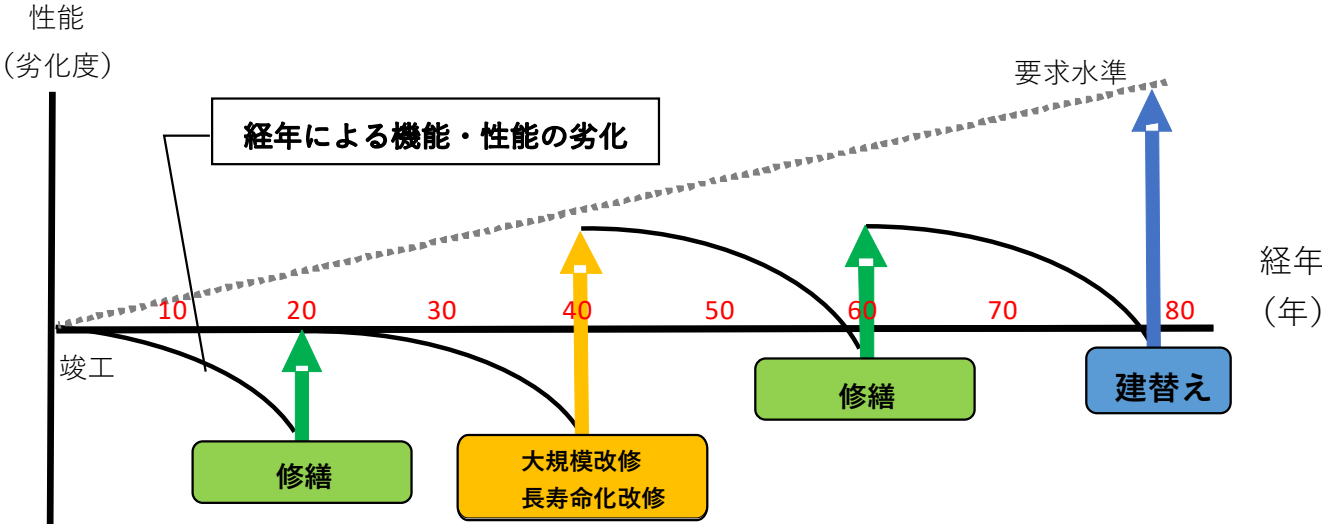 性能
（劣化度）
要求水準
経年による機能・性能の劣化
経年
（年）
10
20
30
40
50
60
70
80
竣工
修繕
大規模改修
長寿命化改修
修繕
建替え